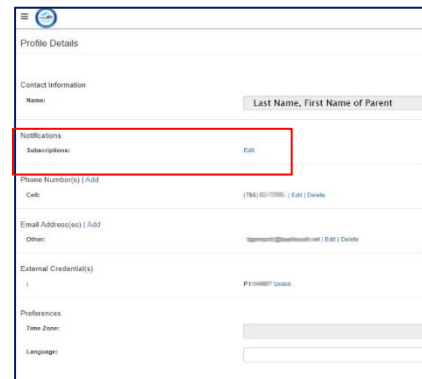 Profile Details
Contact Information
Name: Last Name, First Name of Parent
Notifications
Subscriptions: Edit
Phone Number(s) | Add
Cell: (786) | Edit | Delete
Email Address(es) | Add
Other: | Edit | Delete
External Credential(s)
: Unlink
Preferences
Time Zone:
Language: